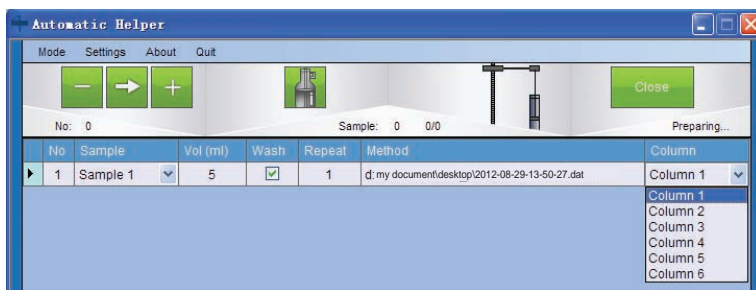 Automatic Helper
Mode Settings About Quit
Close
No: 0 Sample: 0 0/0 Preparing...
No Sample Vol (ml) Wash Repeat Method Column
1 Sample 1 5 1 d: my document\desktop\2012-08-29-13-50-27.dat Column 1
Column 1
Column 2
Column 3
Column 4
Column 5
Column 6